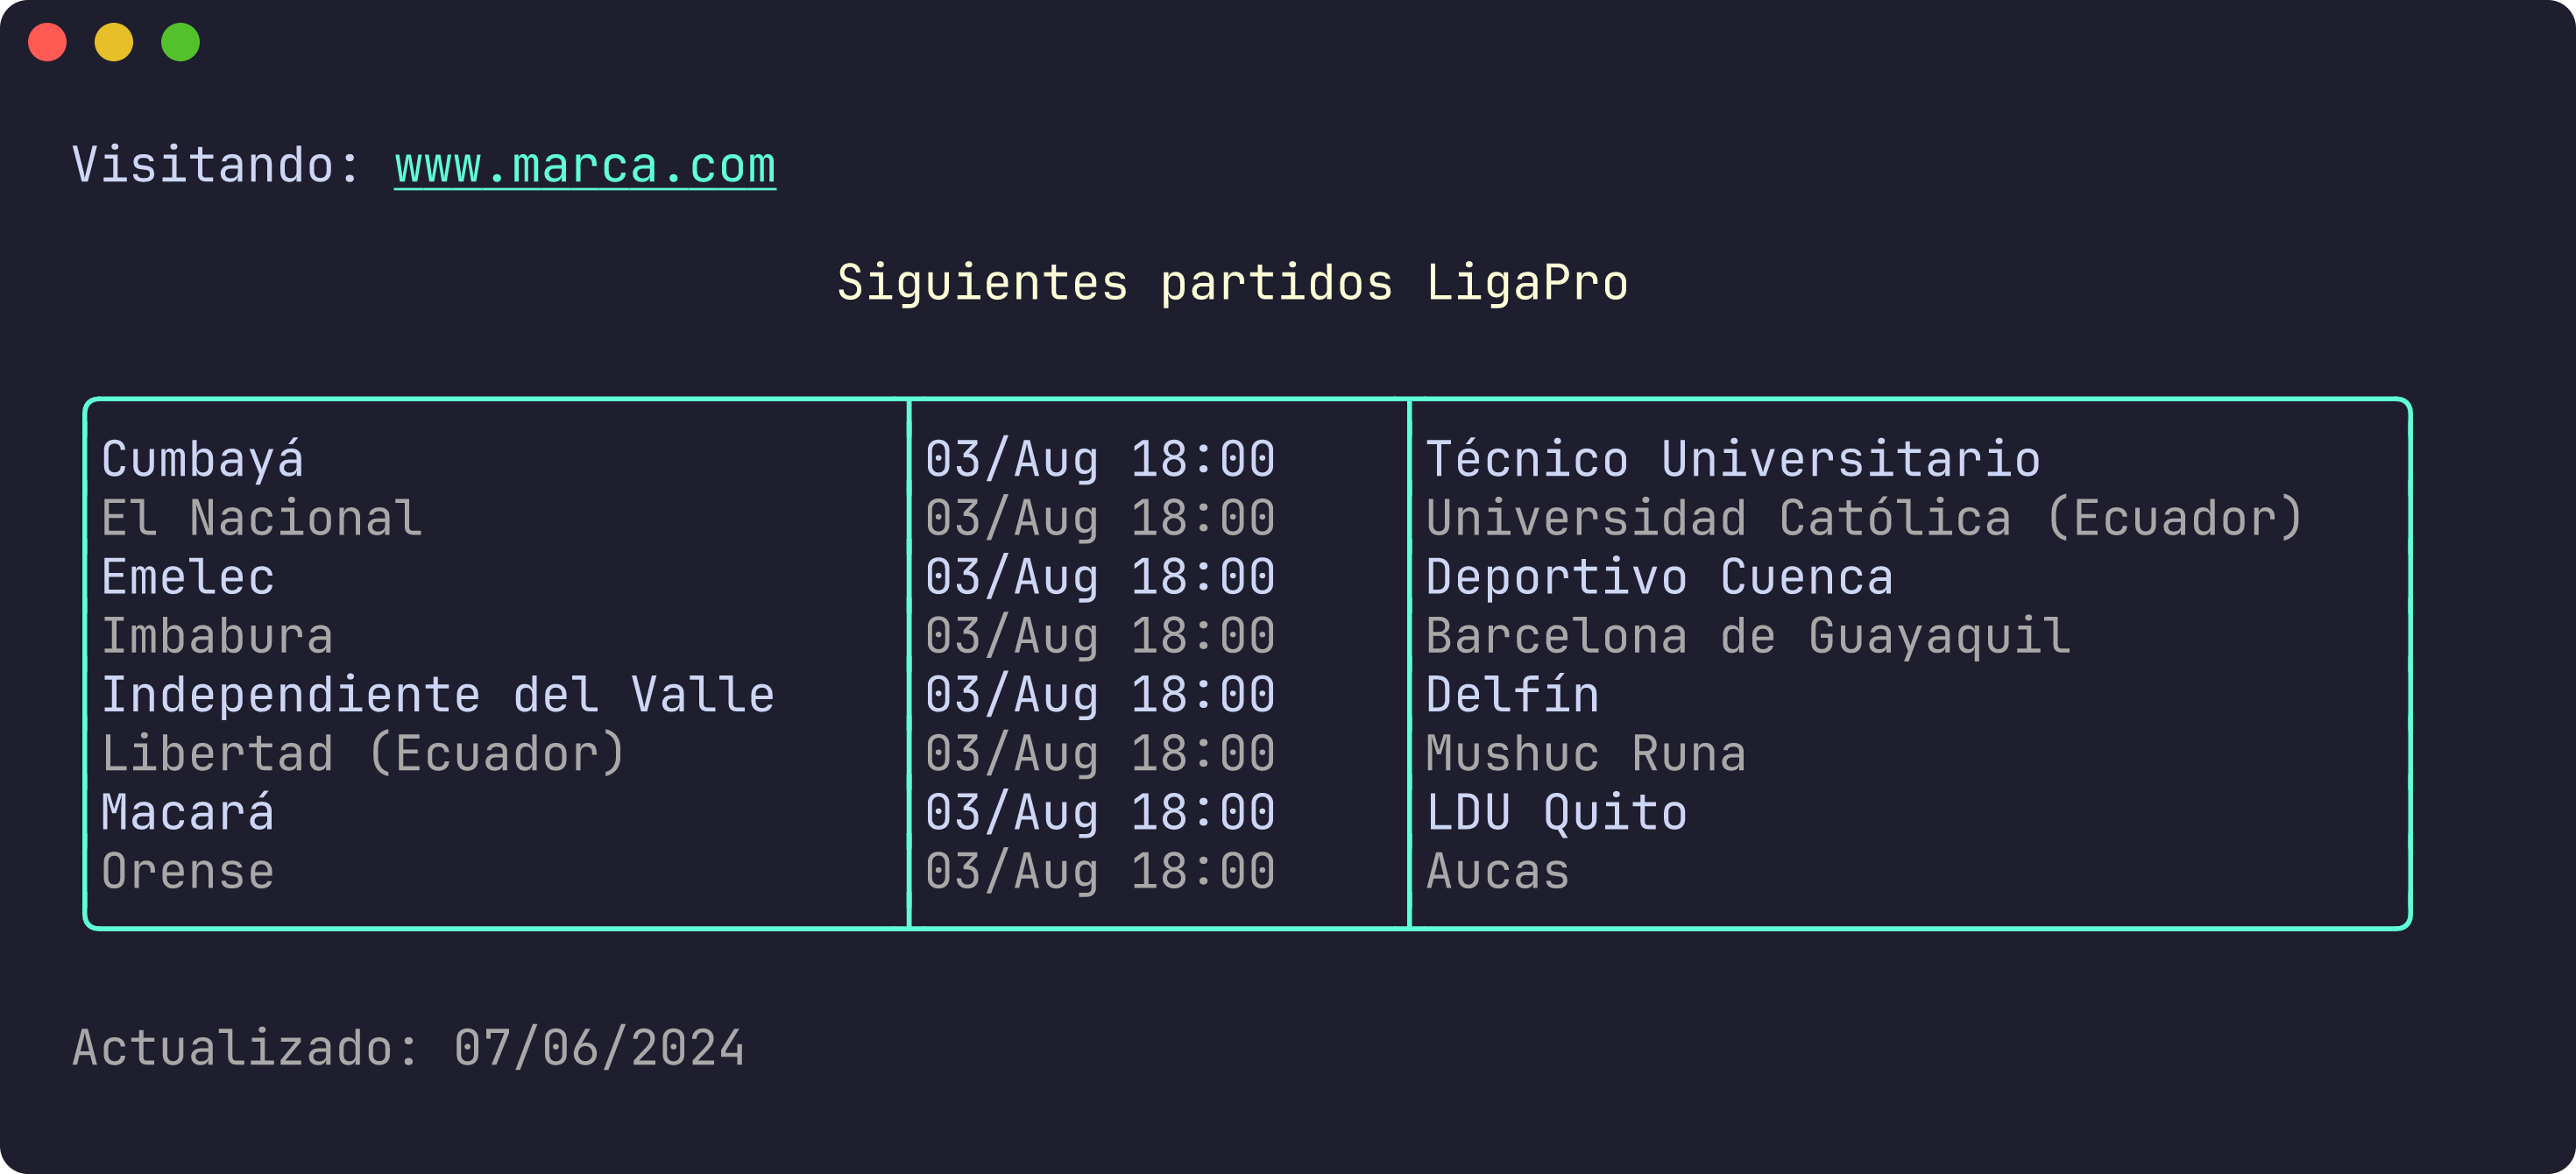 Visitando: www.marca.com
Siguientes partidos LigaPro
Cumbayá 03/Aug 18:00 Técnico Universitario
El Nacional 03/Aug 18:00 Universidad Católica (Ecuador)
Emelec 03/Aug 18:00 Deportivo Cuenca
Imbabura 03/Aug 18:00 Barcelona de Guayaquil
Independiente del Valle 03/Aug 18:00 Delfín
Libertad (Ecuador) 03/Aug 18:00 Mushuc Runa
Macará 03/Aug 18:00 LDU Quito
Orense 03/Aug 18:00 Aucas
Actualizado: 07/06/2024